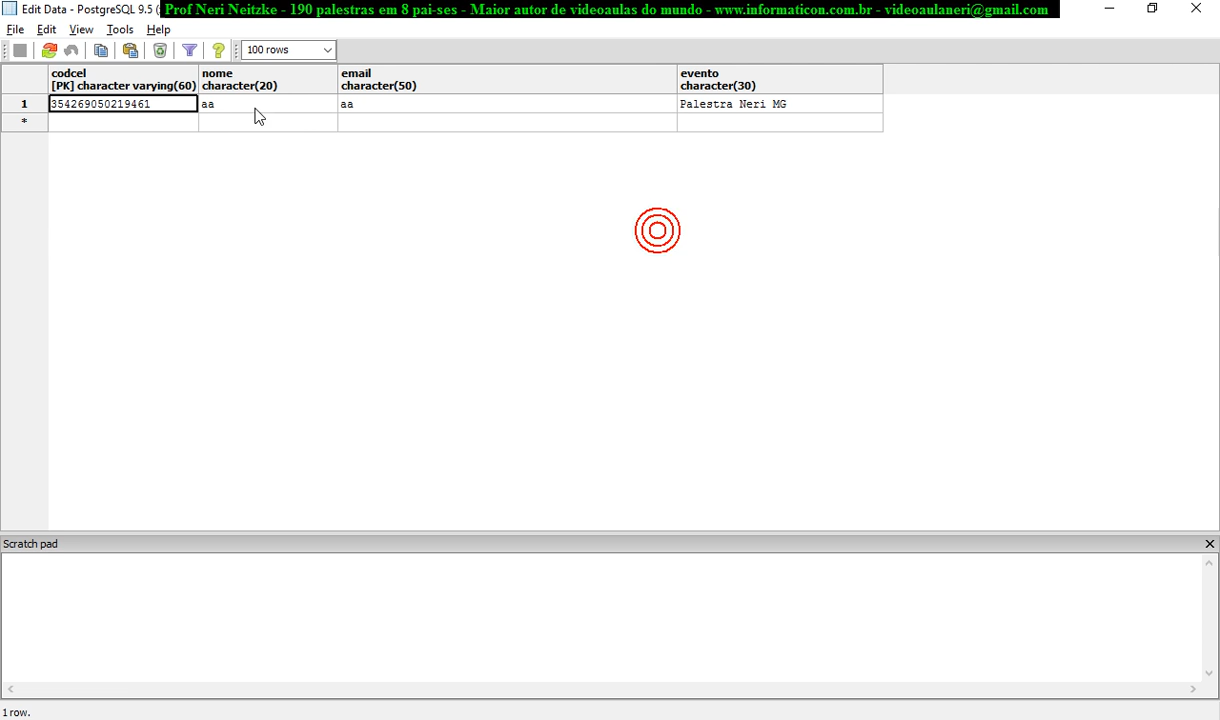 Edit Data - PostgreSQL 9.5 (
Prof Neri Neitzke - 190 palestras em 8 pai-ses - Maior autor de videoaulas do mundo - www.informaticon.com.br - videoaulaneri@gmail.com
File Edit View Tools Help
100 rows
codcel nome email evento
[PK] character varying(60) character(20) character(50) character(30)
1 354269050219461 aa aa Palestra Neri MG
*
Scratch pad
1 row.